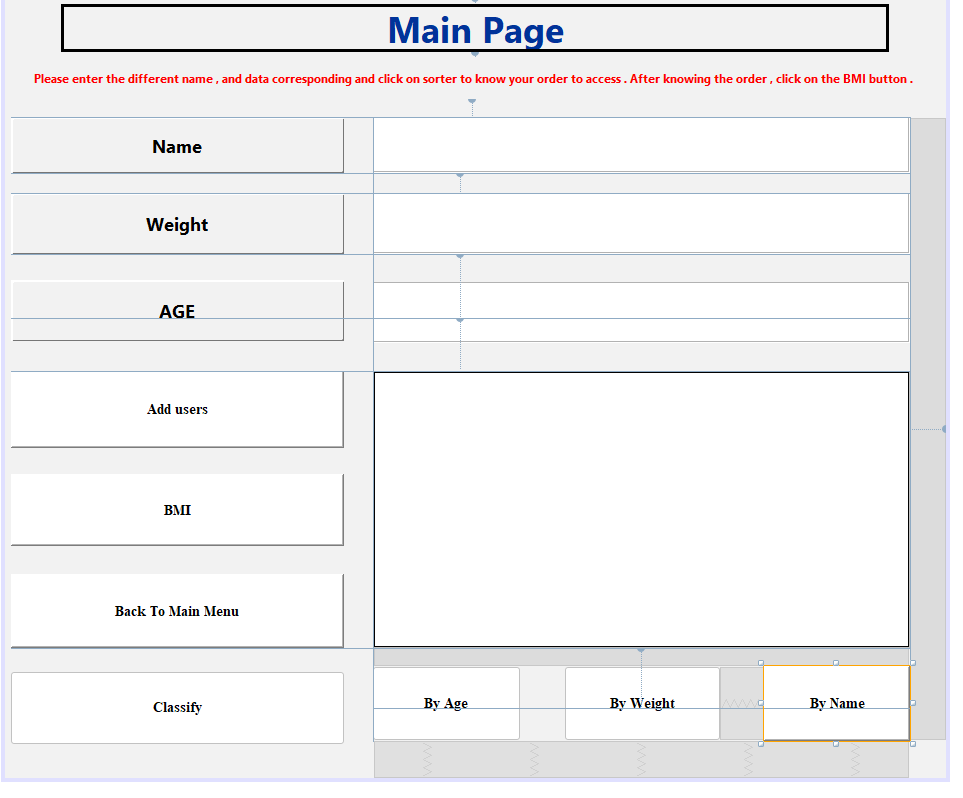 Main Page
Please enter the different name , and data corresponding and click on sorter to know your order to access . After knowing the order , click on the BMI button .
Name
Weight
AGE
Add users
BMI
Back To Main Menu
Classify
By Age
By Weight
By Name